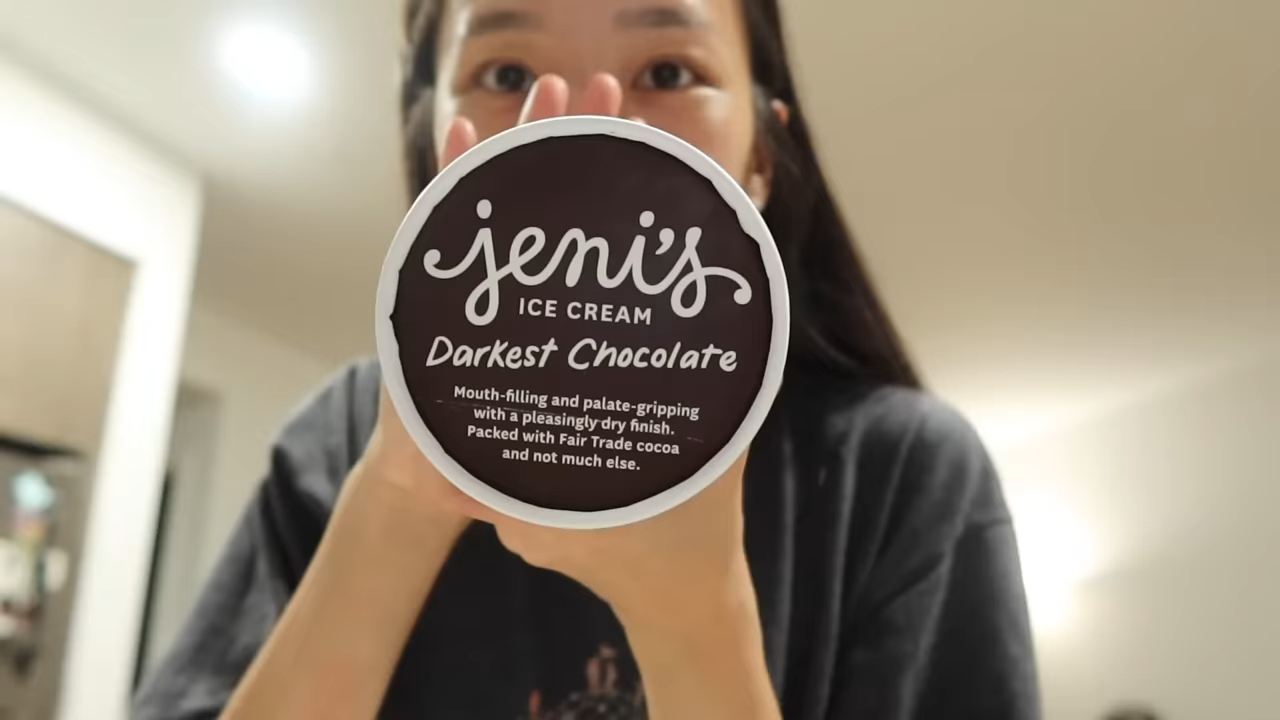 jeni's
ICE CREAM
Darkest Chocolate
Mouth-filling and palate-gripping
with a pleasingly dry finish.
Packed with Fair Trade cocoa
and not much else.